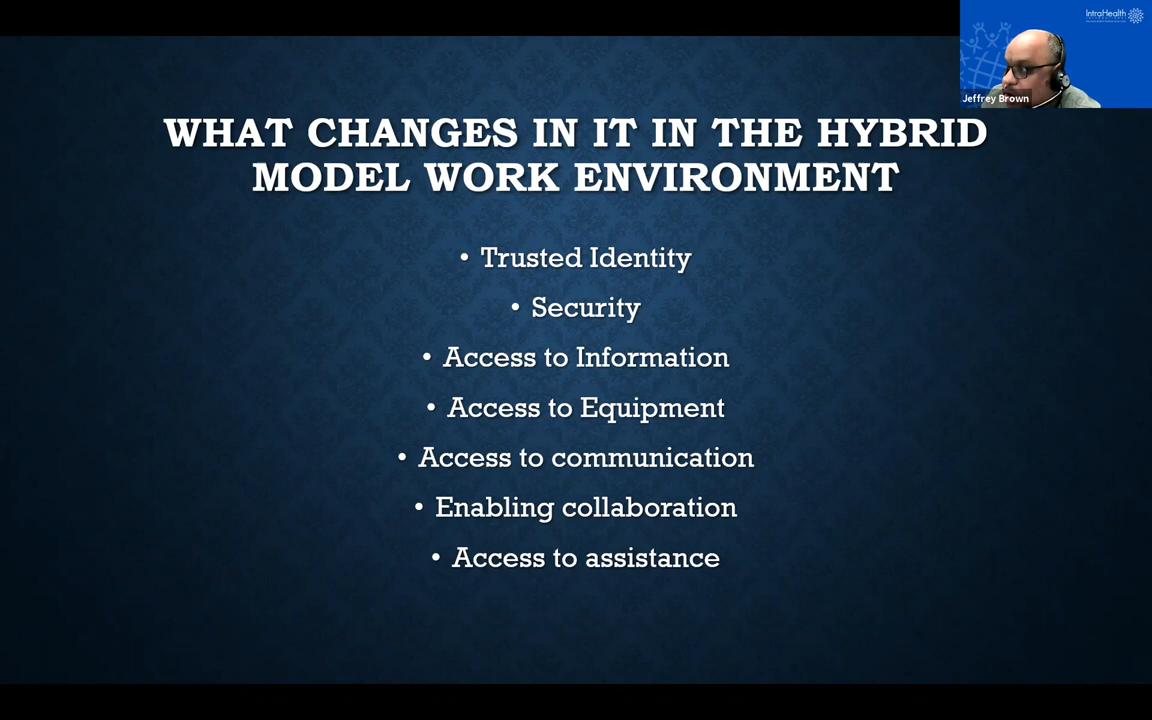 IntraHealth
Jeffrey Brown
WHAT CHANGES IN IT IN THE HYBRID
MODEL WORK ENVIRONMENT
• Trusted Identity
• Security
• Access to Information
• Access to Equipment
• Access to communication
• Enabling collaboration
• Access to assistance